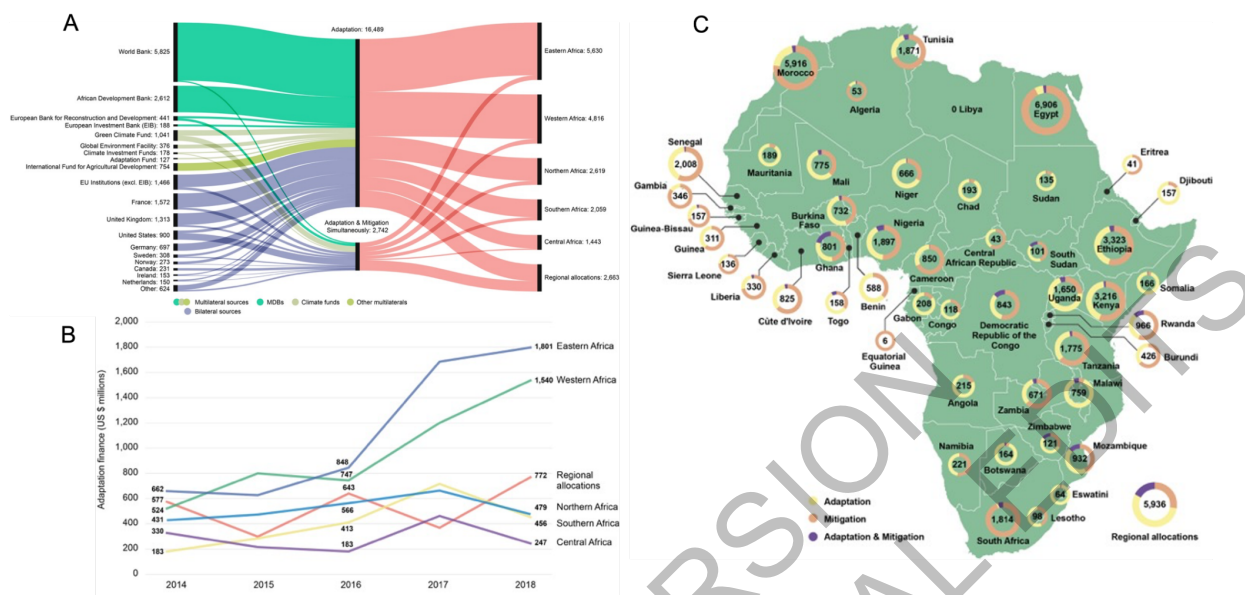 A
Adaptation: 16,489
World Bank: 5,825
African Development Bank: 2,612
European Bank for Reconstruction and Development: 441
European Investment Bank (EIB): 188
Green Climate Fund: 1,041
Global Environment Facility: 376
Climate Investment Funds: 178
Adaptation Fund: 127
International Fund for Agricultural Development: 754
EU Institutions (excl. EIB): 1,466
France: 1,572
United Kingdom: 1,313
United States: 900
Germany: 697
Sweden: 308
Norway: 273
Canada: 231
Ireland: 153
Netherlands: 150
Other: 624
Adaptation & Mitigation
Simultaneously: 2,742
Eastern Africa: 5,630
Western Africa: 4,816
Northern Africa: 2,619
Southern Africa: 2,059
Central Africa: 1,443
Regional allocations: 2,663
Multilateral sources
MDBs
Climate funds
Other multilaterals
Bilateral sources
B
Adaptation finance (US $ millions)
2,000
1,800
1,600
1,400
1,200
1,000
800
600
400
200
0
2014
2015
2016
2017
2018
662
577
524
431
330
183
848
747
643
566
413
183
1,801 Eastern Africa
1,540 Western Africa
772 Regional
allocations
479 Northern Africa
456 Southern Africa
247 Central Africa
C
5,916
Morocco
1,871
Tunisia
53
Algeria
0 Libya
6,906
Egypt
Senegal
2,008
Gambia
346
Guinea-Bissau
157
Guinea
311
Sierra Leone
136
Liberia
330
Côte d'Ivoire
825
Togo
158
Benin
588
189
Mauritania
775
Mali
666
Niger
193
Chad
135
Sudan
Eritrea
41
Djibouti
157
Burkina
Faso
732
Ghana
801
Nigeria
1,897
850
Cameroon
43
Central
African Republic
101
South
Sudan
3,323
Ethiopia
166
Somalia
1,650
Uganda
3,216
Kenya
6
Equatorial
Guinea
208
Gabon
118
Congo
843
Democratic
Republic of the
Congo
966
Rwanda
426
Burundi
1,775
Tanzania
215
Angola
671
Zambia
759
Malawi
Zimbabwe
121
932
Mozambique
Namibia
221
164
Botswana
64
Eswatini
98
Lesotho
1,814
South Africa
Adaptation
Mitigation
Adaptation & Mitigation
5,936
Regional allocations